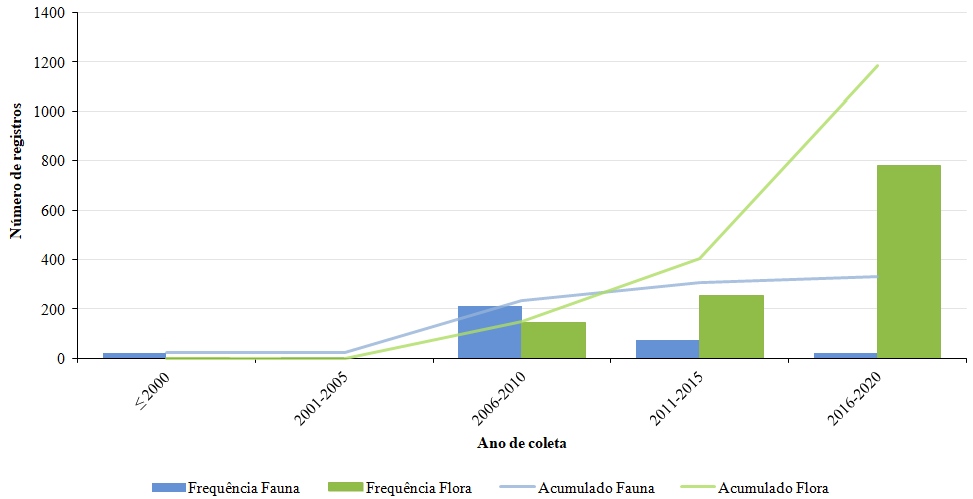 1400
1200
1000
800
600
400
200
0
Número de registros
≤ 2000
2001-2005
2006-2010
2011-2015
2016-2020
Ano de coleta
Frequência Fauna
Frequência Flora
Acumulado Fauna
Acumulado Flora